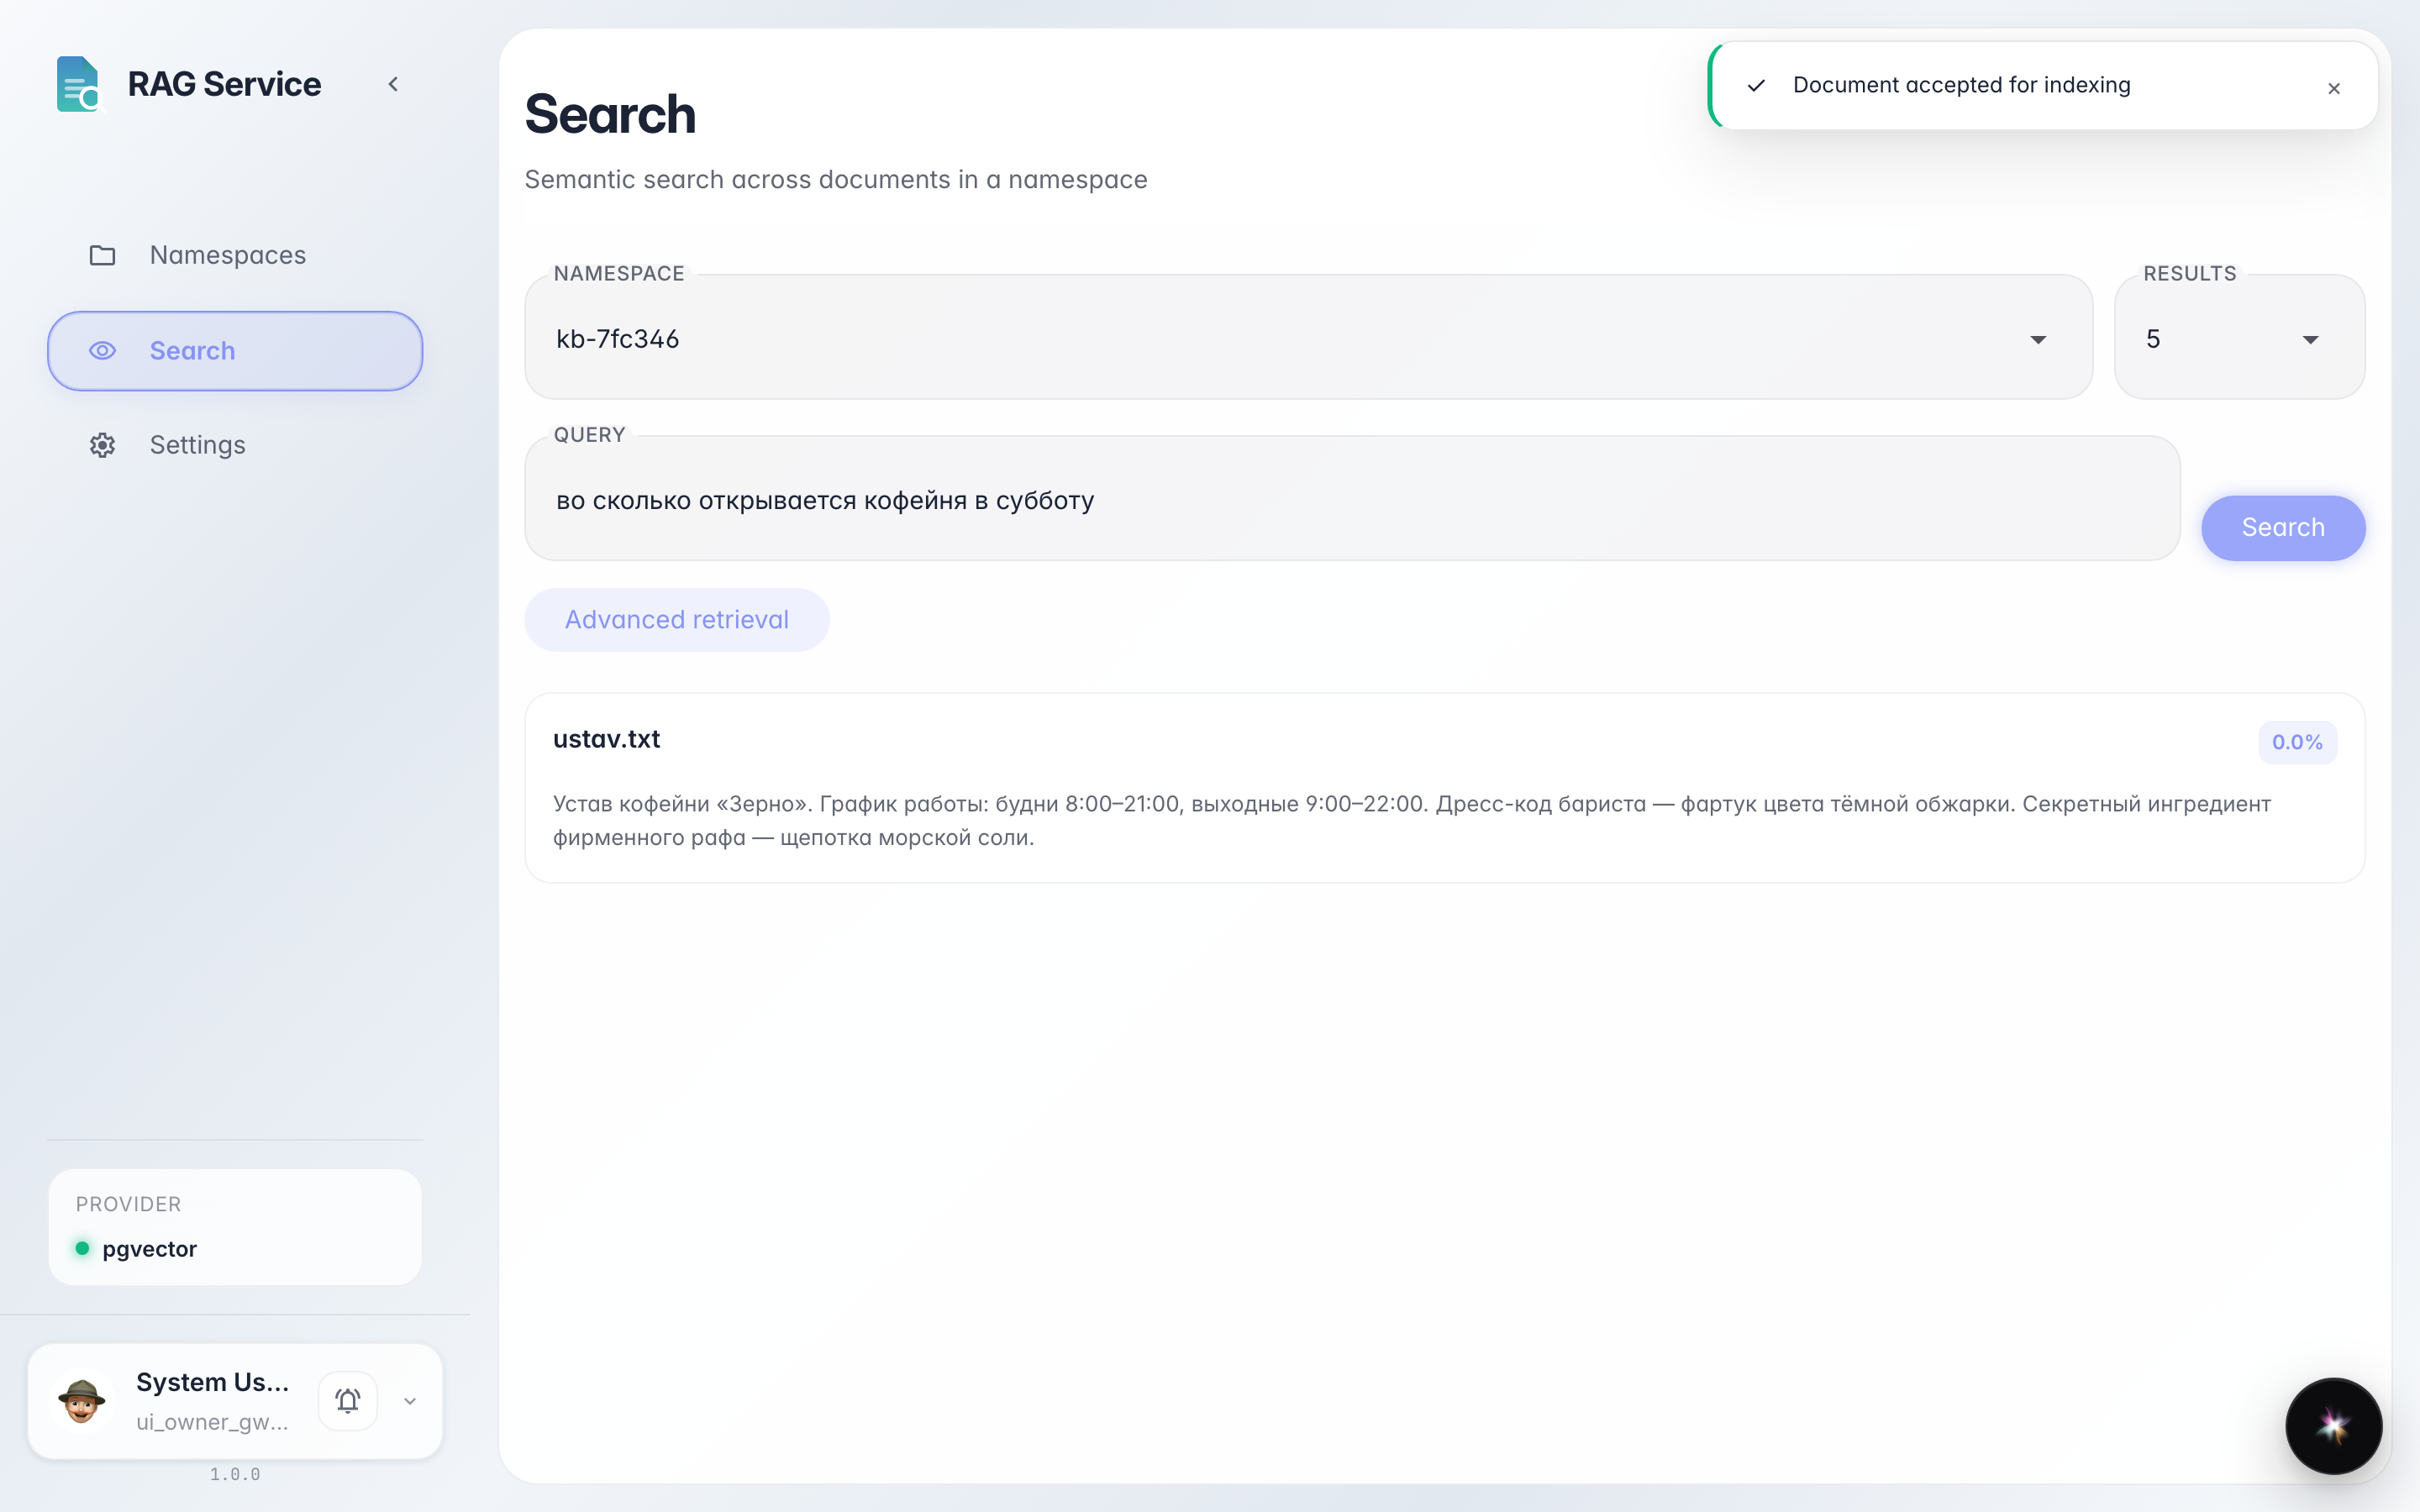 RAG Service
Namespaces
Search
Settings
PROVIDER
pgvector
System Us...
ui_owner_gw...
1.0.0
Document accepted for indexing
Search
Semantic search across documents in a namespace
NAMESPACE
kb-7fc346
RESULTS
5
QUERY
во сколько открывается кофейня в субботу
Search
Advanced retrieval
ustav.txt
0.0%
Устав кофейни «Зерно». График работы: будни 8:00–21:00, выходные 9:00–22:00. Дресс-код бариста — фартук цвета тёмной обжарки. Секретный ингредиент
фирменного рафа — щепотка морской соли.